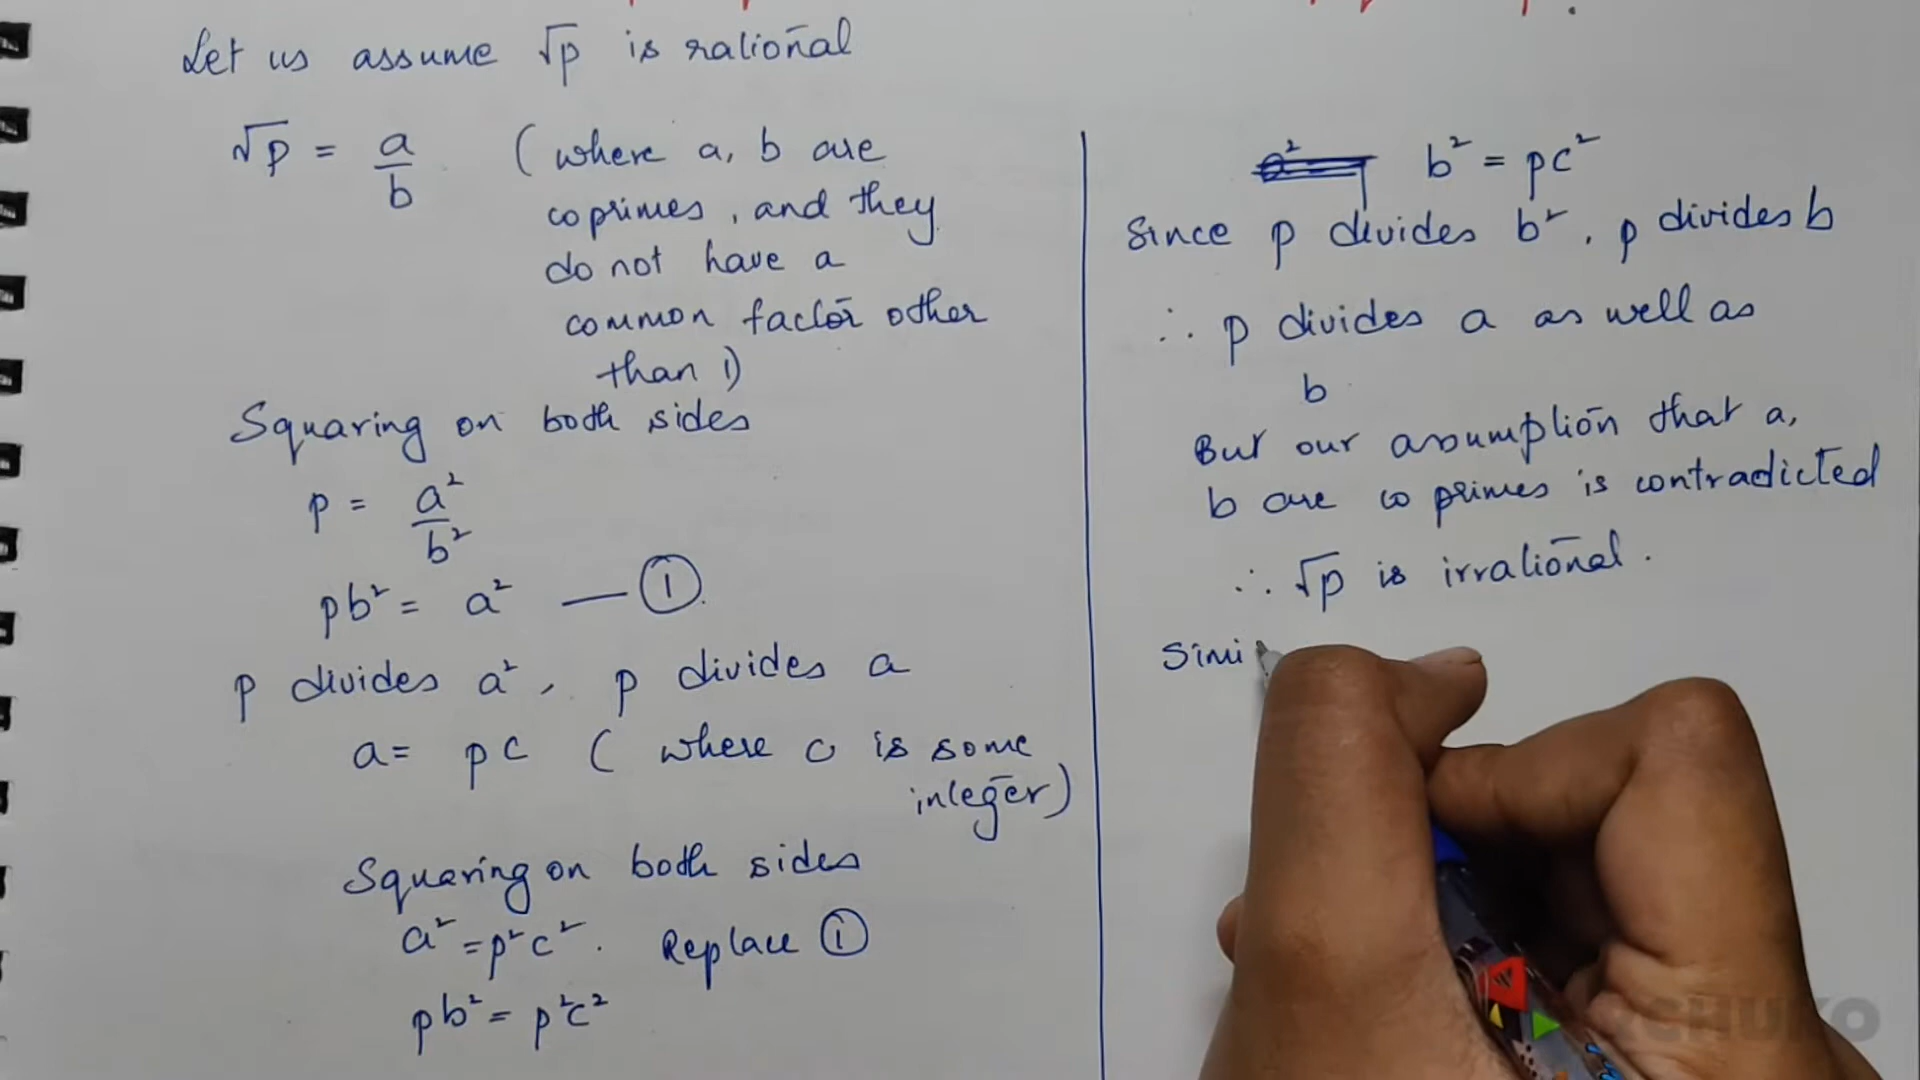 Let us assume √p is rational
√p = a/b (where a, b are
coprimes, and they
do not have a
common factor other
than 1)
Squaring on both sides
p = a²/b²
pb² = a² — ①
p divides a², p divides a
a = pc (where c is some
integer)
Squaring on both sides
a² = p²c². Replace ①
pb² = p²c²
b² = pc²
Since p divides b², p divides b
∴ p divides a as well as
b
But our assumption that a,
b are co primes is contradicted
∴ √p is irrational.
Simi